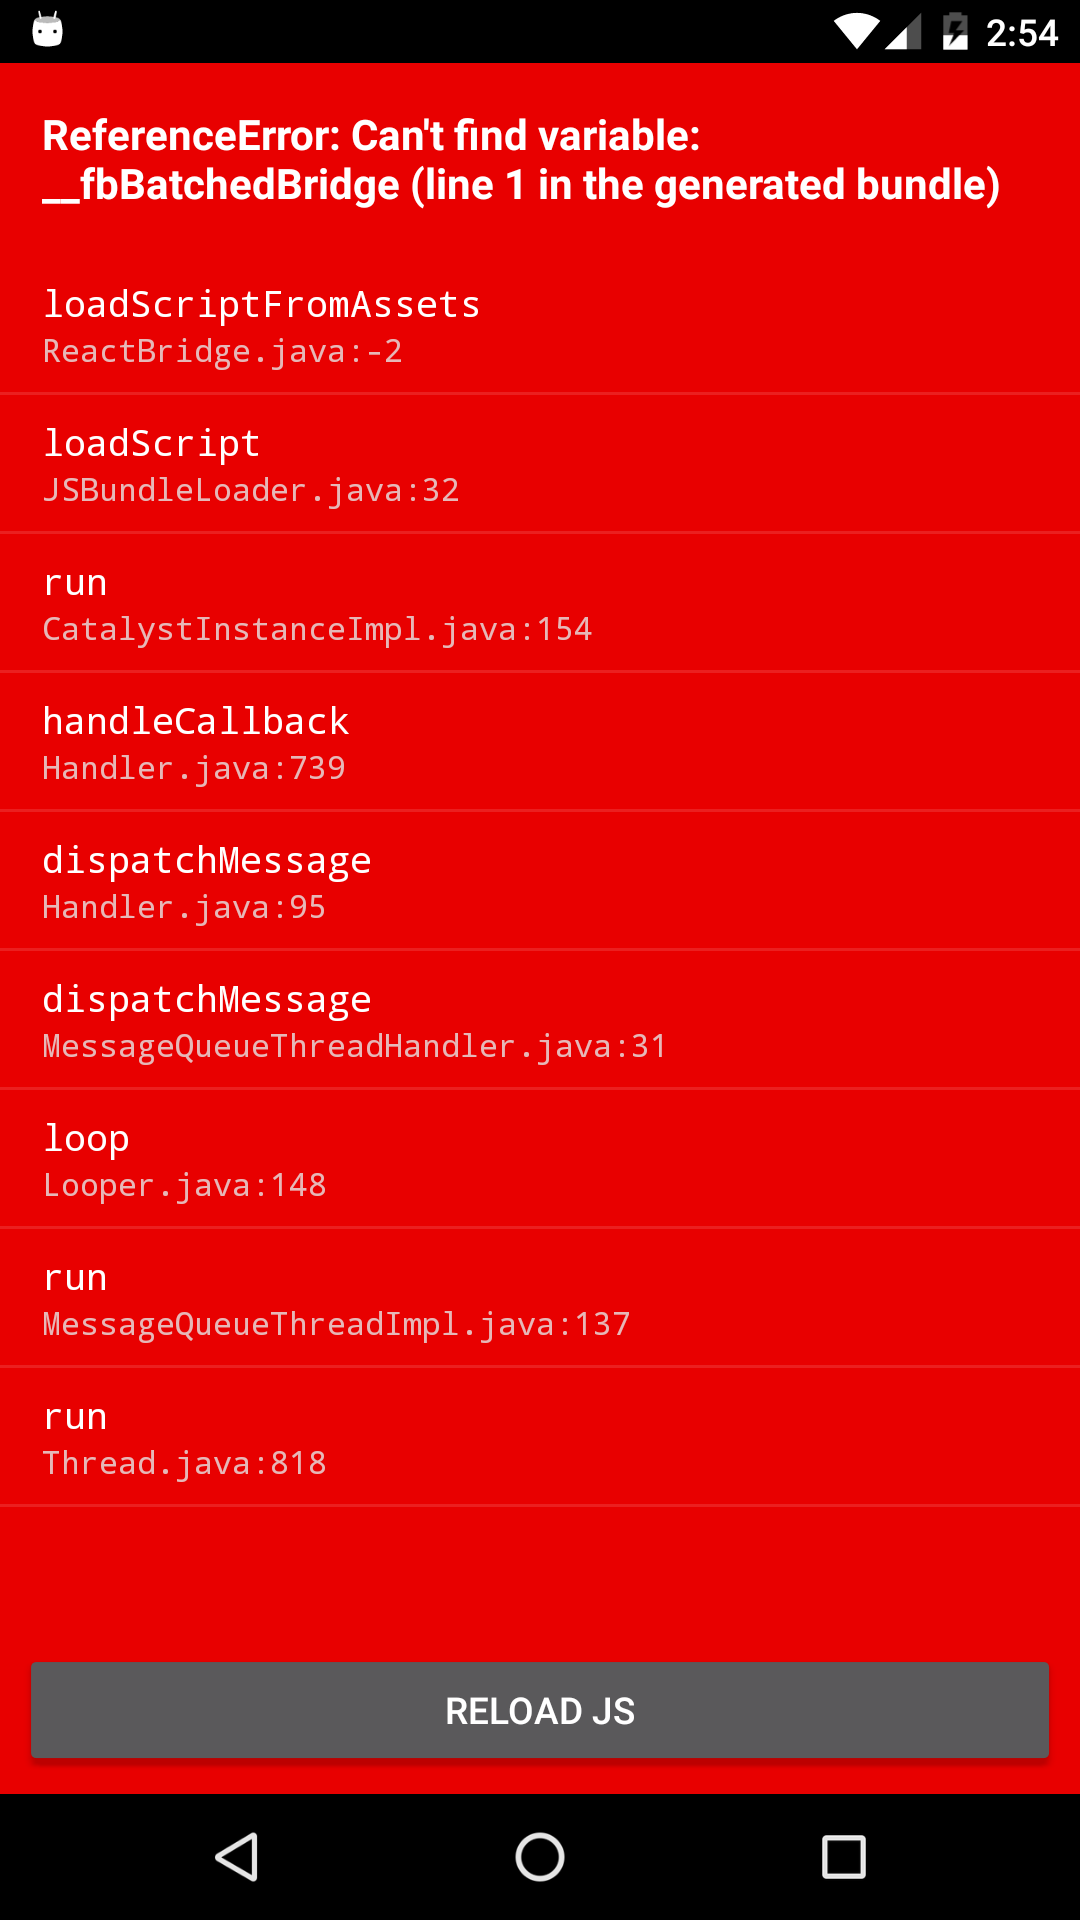 2:54
ReferenceError: Can't find variable:
__fbBatchedBridge (line 1 in the generated bundle)
loadScriptFromAssets
ReactBridge.java:-2
loadScript
JSBundleLoader.java:32
run
CatalystInstanceImpl.java:154
handleCallback
Handler.java:739
dispatchMessage
Handler.java:95
dispatchMessage
MessageQueueThreadHandler.java:31
loop
Looper.java:148
run
MessageQueueThreadImpl.java:137
run
Thread.java:818
RELOAD JS